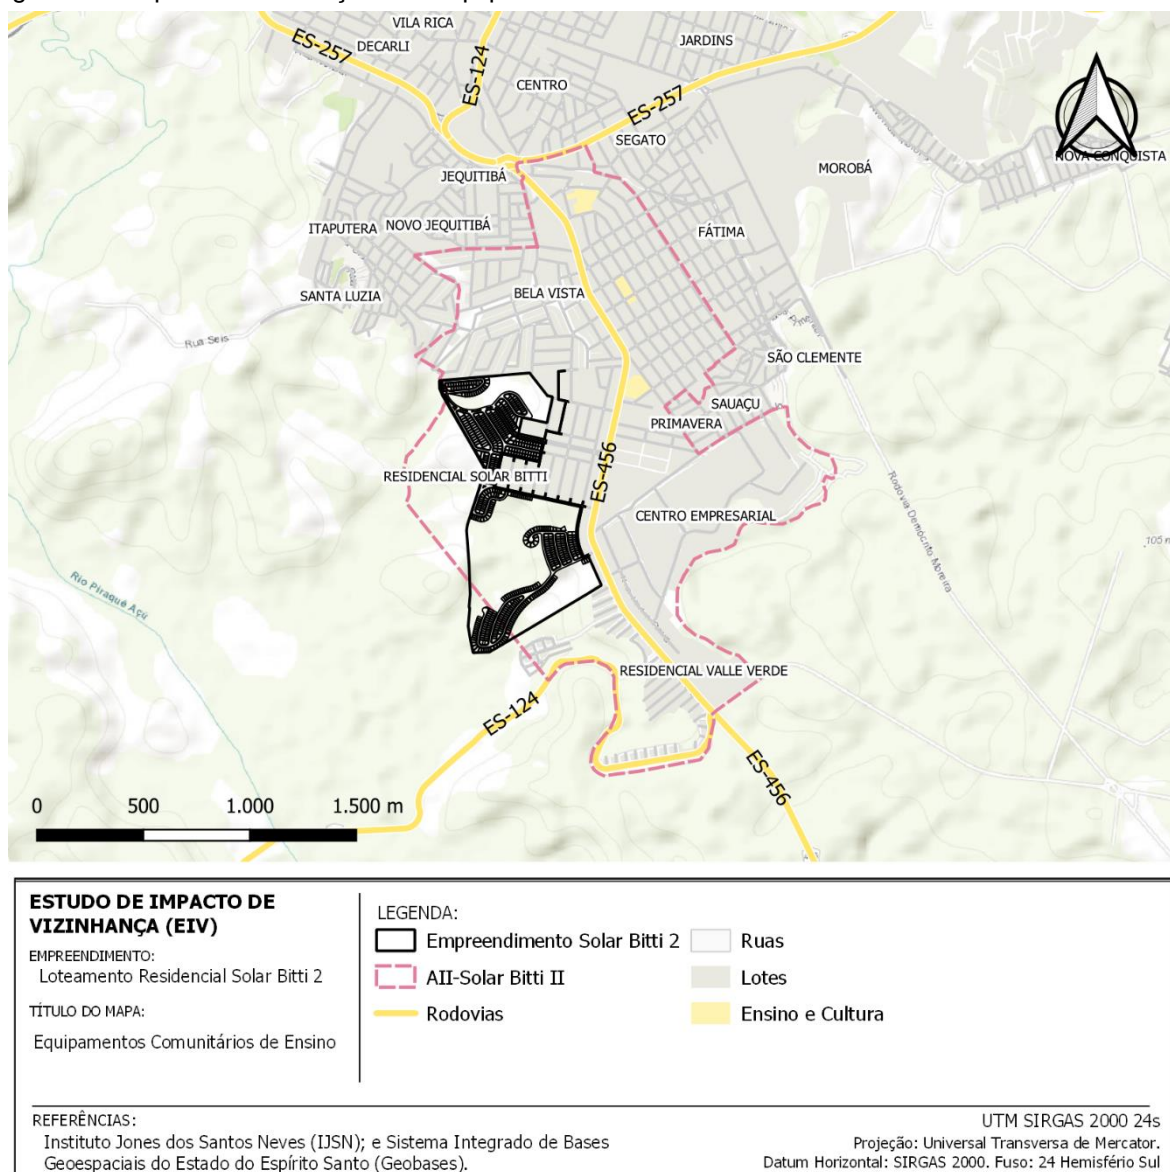 VILA RICA
DECARLI
JARDINS
ES-257
ES-124
CENTRO
ES-257
SEGATO
NOVA CONQUISTA
MOROBÁ
JEQUITIBÁ
ITAPUTERA
NOVO JEQUITIBÁ
FÁTIMA
SANTA LUZIA
BELA VISTA
Rua Seis
SÃO CLEMENTE
SAUAÇU
PRIMAVERA
RESIDENCIAL SOLAR BITTI
ES-456
CENTRO EMPRESARIAL
Rodovia Demócrito Moreira
105 m
Rio Piraquê Açú
RESIDENCIAL VALLE VERDE
ES-124
ES-456
0 500 1.000 1.500 m
ESTUDO DE IMPACTO DE
VIZINHANÇA (EIV)
EMPREENDIMENTO:
Loteamento Residencial Solar Bitti 2
TÍTULO DO MAPA:
Equipamentos Comunitários de Ensino
LEGENDA:
Empreendimento Solar Bitti 2
AII-Solar Bitti II
Rodovias
Ruas
Lotes
Ensino e Cultura
REFERÊNCIAS:
Instituto Jones dos Santos Neves (IJSN); e Sistema Integrado de Bases
Geoespaciais do Estado do Espírito Santo (Geobases).
UTM SIRGAS 2000 24s
Projeção: Universal Transversa de Mercator.
Datum Horizontal: SIRGAS 2000. Fuso: 24 Hemisfério Sul